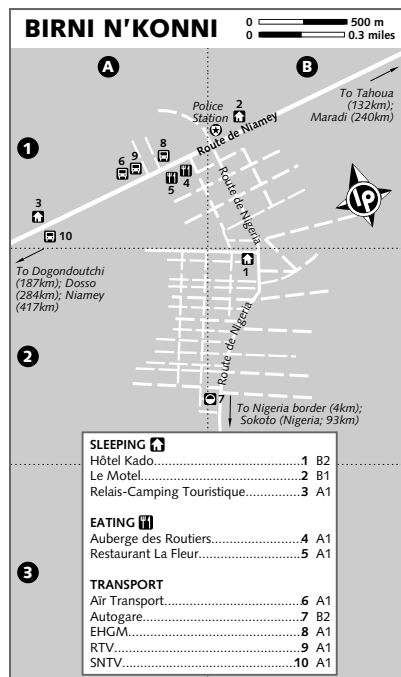 BIRNI N'KONNI
0 500 m
0 0.3 miles
A
B
To Tahoua
(132km);
Maradi (240km)
Police
Station
2
Route de Niamey
1
8
9
6
5
4
3
10
Route de Nigeria
LP
1
To Dogondoutchi
(187km); Dosso
(284km); Niamey
(417km)
2
Route de Nigeria
7
To Nigeria border (4km);
Sokoto (Nigeria; 93km)
3
SLEEPING
Hôtel Kado 1 B2
Le Motel 2 B1
Relais-Camping Touristique 3 A1
EATING
Auberge des Routiers 4 A1
Restaurant La Fleur 5 A1
TRANSPORT
Aïr Transport 6 A1
Autogare 7 B2
EHGM 8 A1
RTV 9 A1
SNTV 10 A1